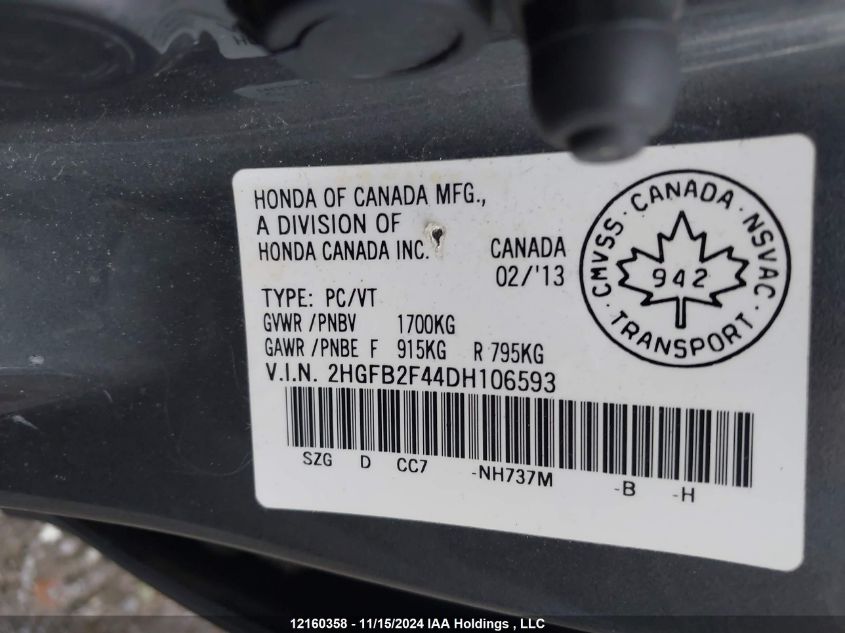 HONDA OF CANADA MFG.,
A DIVISION OF
HONDA CANADA INC.
CANADA
02/'13
TYPE: PC/VT
GVWR /PNBV 1700KG
GAWR /PNBE F 915KG R 795KG
V.I.N. 2HGFB2F44DH106593
SZG D CC7 -NH737M -B -H
CMVSS · CANADA · NSVAC
942
TRANSPORT
12160358 - 11/15/2024 IAA Holdings , LLC